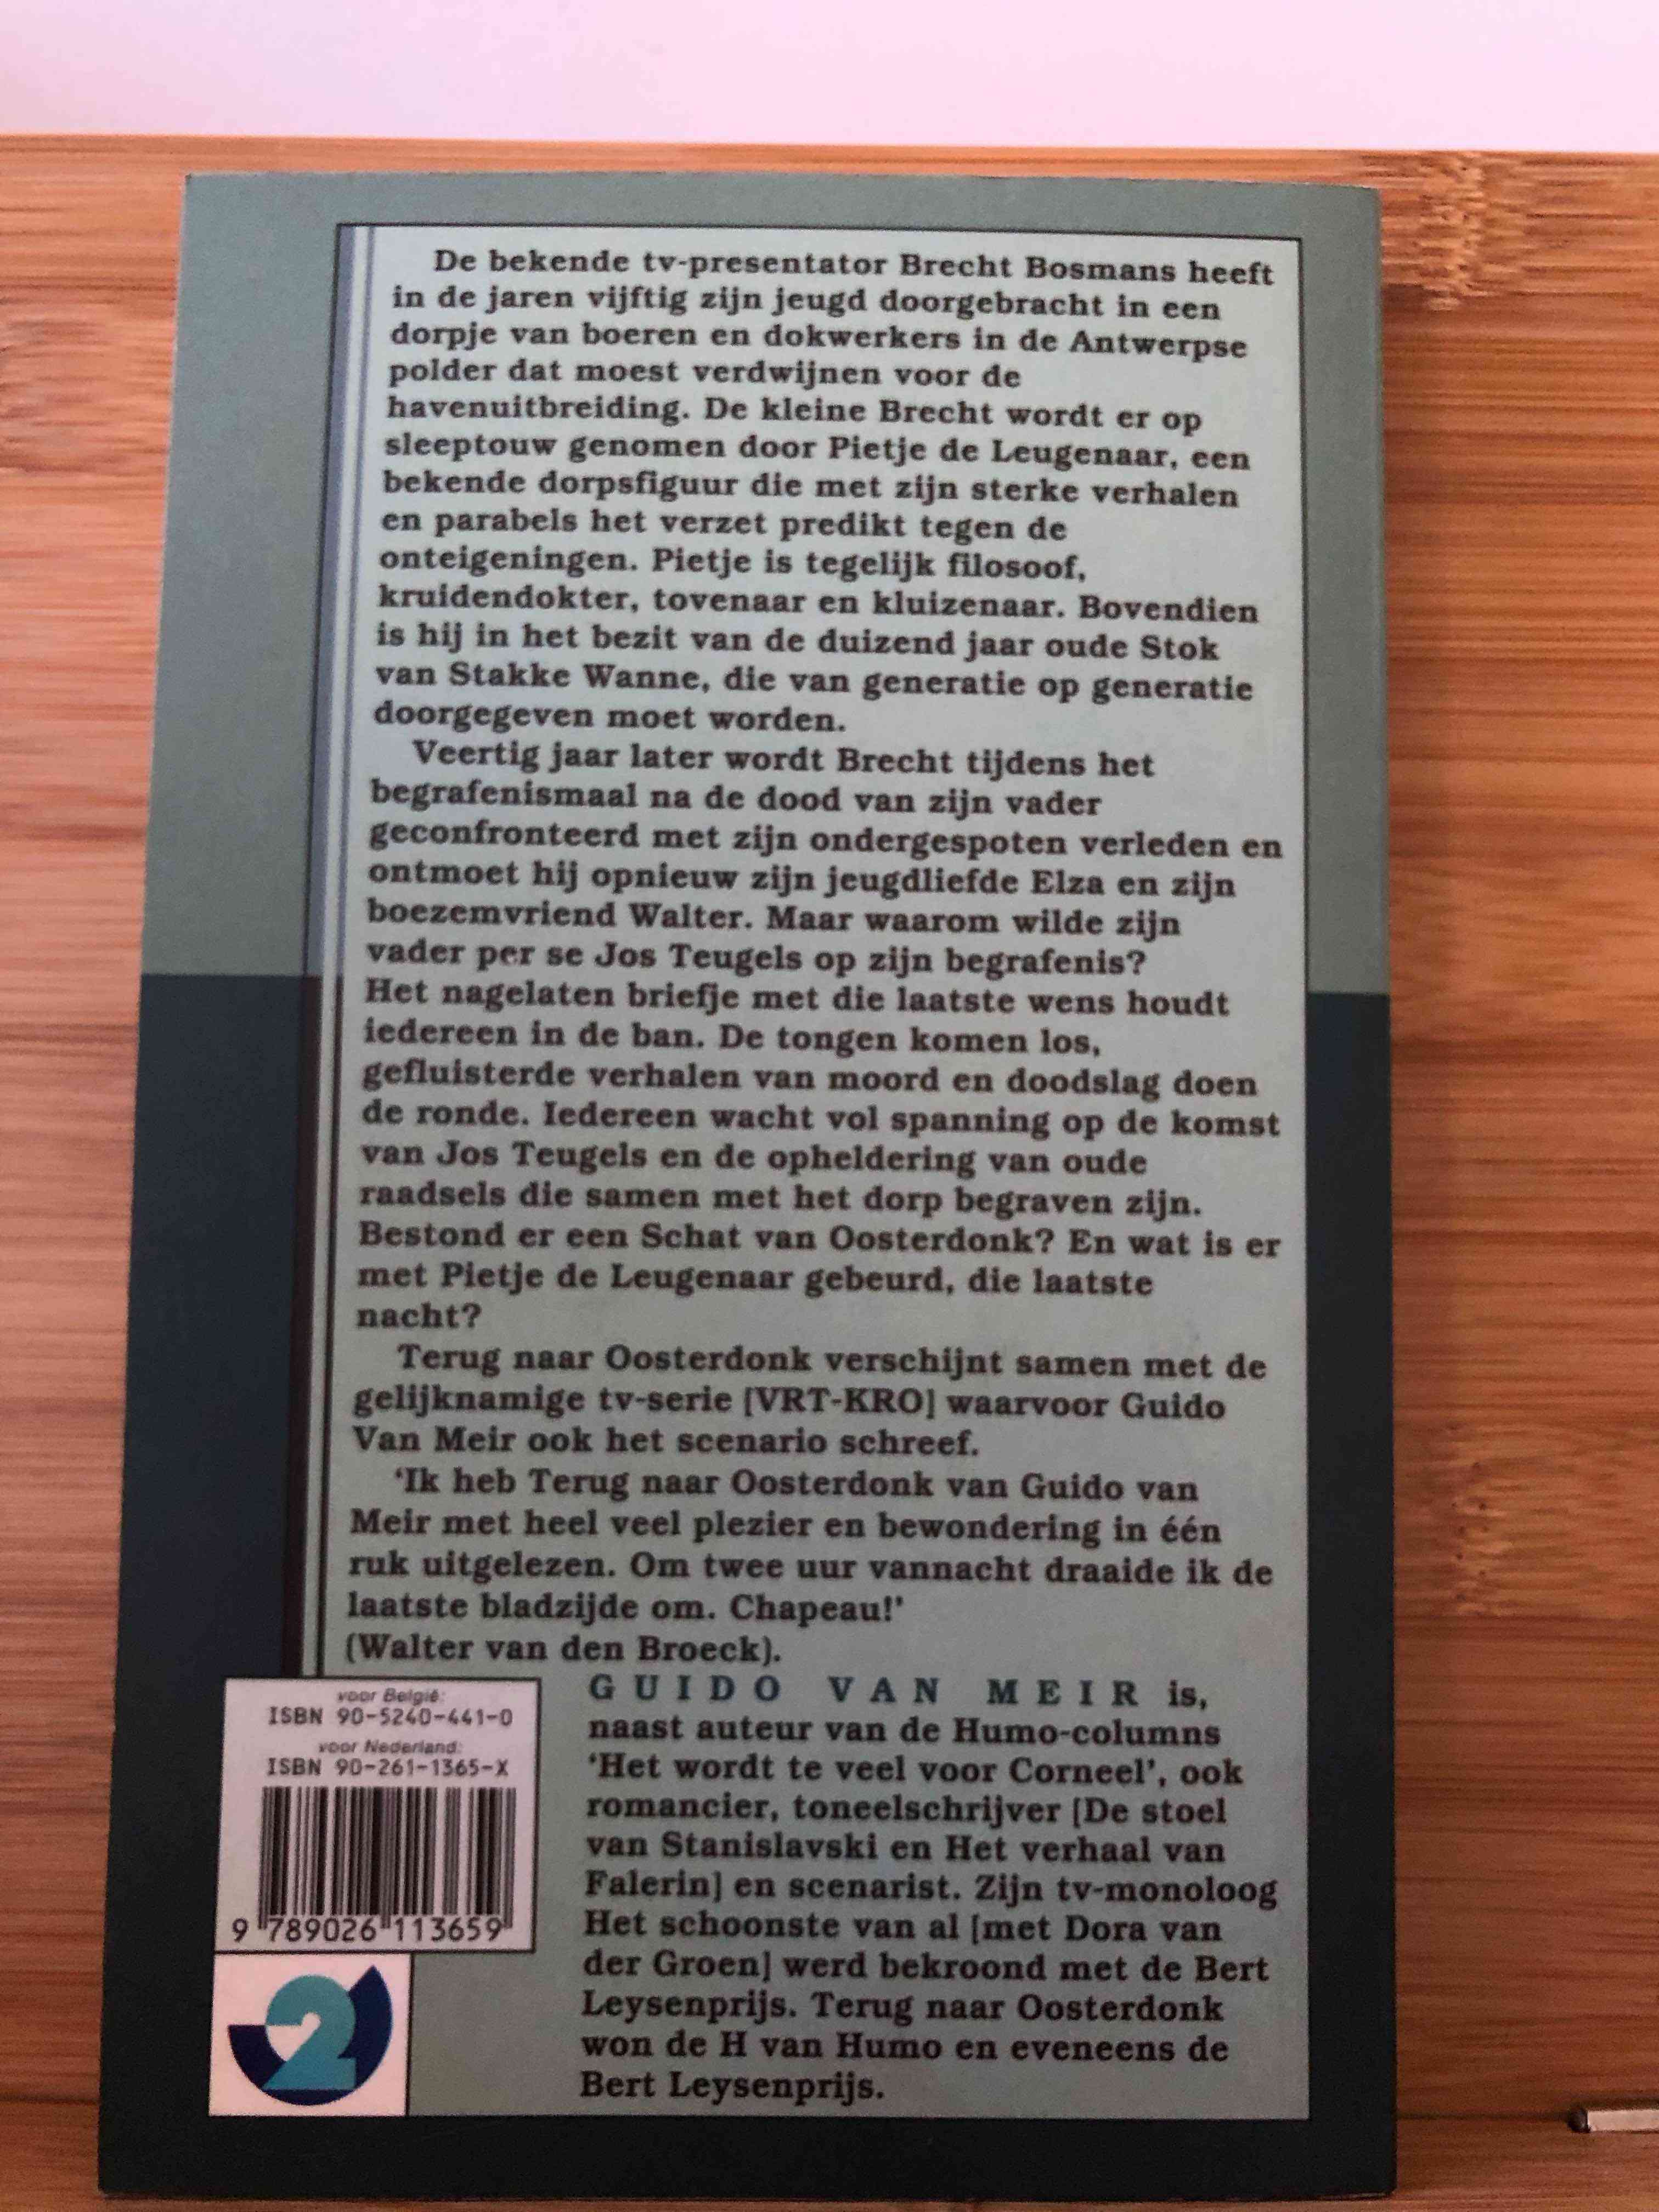 De bekende tv-presentator Brecht Bosmans heeft
in de jaren vijftig zijn jeugd doorgebracht in een
dorpje van boeren en dokwerkers in de Antwerpse
polder dat moest verdwijnen voor de
havenuitbreiding. De kleine Brecht wordt er op
sleeptouw genomen door Pietje de Leugenaar, een
bekende dorpsfiguur die met zijn sterke verhalen
en parabels het verzet predikt tegen de
onteigeningen. Pietje is tegelijk filosoof,
kruidendokter, tovenaar en kluizenaar. Bovendien
is hij in het bezit van de duizend jaar oude Stok
van Stakke Wanne, die van generatie op generatie
doorgegeven moet worden.
Veertig jaar later wordt Brecht tijdens het
begrafenismaal na de dood van zijn vader
geconfronteerd met zijn ondergespoten verleden en
ontmoet hij opnieuw zijn jeugdliefde Elza en zijn
boezemvriend Walter. Maar waarom wilde zijn
vader per se Jos Teugels op zijn begrafenis?
Het nagelaten briefje met die laatste wens houdt
iedereen in de ban. De tongen komen los,
gefluisterde verhalen van moord en doodslag doen
de ronde. Iedereen wacht vol spanning op de komst
van Jos Teugels en de opheldering van oude
raadsels die samen met het dorp begraven zijn.
Bestond er een Schat van Oosterdonk? En wat is er
met Pietje de Leugenaar gebeurd, die laatste
nacht?
Terug naar Oosterdonk verschijnt samen met de
gelijknamige tv-serie [VRT-KRO] waarvoor Guido
Van Meir ook het scenario schreef.
'Ik heb Terug naar Oosterdonk van Guido van
Meir met heel veel plezier en bewondering in één
ruk uitgelezen. Om twee uur vannacht draaide ik de
laatste bladzijde om. Chapeau!'
(Walter van den Broeck).
GUIDO VAN MEIR is,
naast auteur van de Humo-columns
'Het wordt te veel voor Corneel', ook
romancier, toneelschrijver [De stoel
van Stanislavski en Het verhaal van
Falerin] en scenarist. Zijn tv-monoloog
Het schoonste van al [met Dora van
der Groen] werd bekroond met de Bert
Leysenprijs. Terug naar Oosterdonk
won de H van Humo en eveneens de
Bert Leysenprijs.
voor België:
ISBN 90-5240-441-0
voor Nederland:
ISBN 90-261-1365-X
9 789026 113659
2